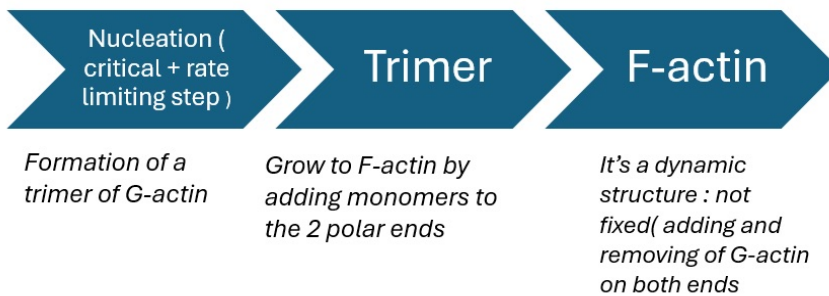 Nucleation (
critical + rate
limiting step )
Trimer
F-actin
Formation of a
trimer of G-actin
Grow to F-actin by
adding monomers to
the 2 polar ends
It's a dynamic
structure : not
fixed( adding and
removing of G-actin
on both ends